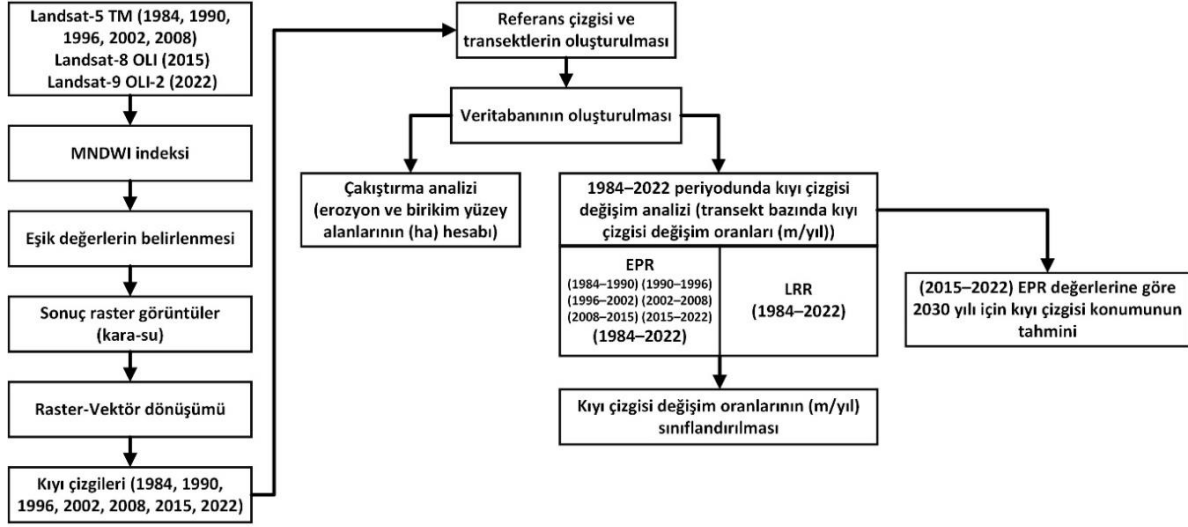 Landsat-5 TM (1984, 1990,
1996, 2002, 2008)
Landsat-8 OLI (2015)
Landsat-9 OLI-2 (2022)
MNDWI indeksi
Eşik değerlerin belirlenmesi
Sonuç raster görüntüler
(kara-su)
Raster-Vektör dönüşümü
Kıyı çizgileri (1984, 1990,
1996, 2002, 2008, 2015, 2022)
Referans çizgisi ve
transektlerin oluşturulması
Veritabanının oluşturulması
Çakıştırma analizi
(erozyon ve birikim yüzey
alanlarının (ha) hesabı)
1984–2022 periyodunda kıyı çizgisi
değişim analizi (transekt bazında kıyı
çizgisi değişim oranları (m/yıl))
EPR
(1984–1990) (1990–1996)
(1996–2002) (2002–2008)
(2008–2015) (2015–2022)
(1984–2022)
LRR
(1984–2022)
Kıyı çizgisi değişim oranlarının (m/yıl)
sınıflandırılması
(2015–2022) EPR değerlerine göre
2030 yılı için kıyı çizgisi konumunun
tahmini